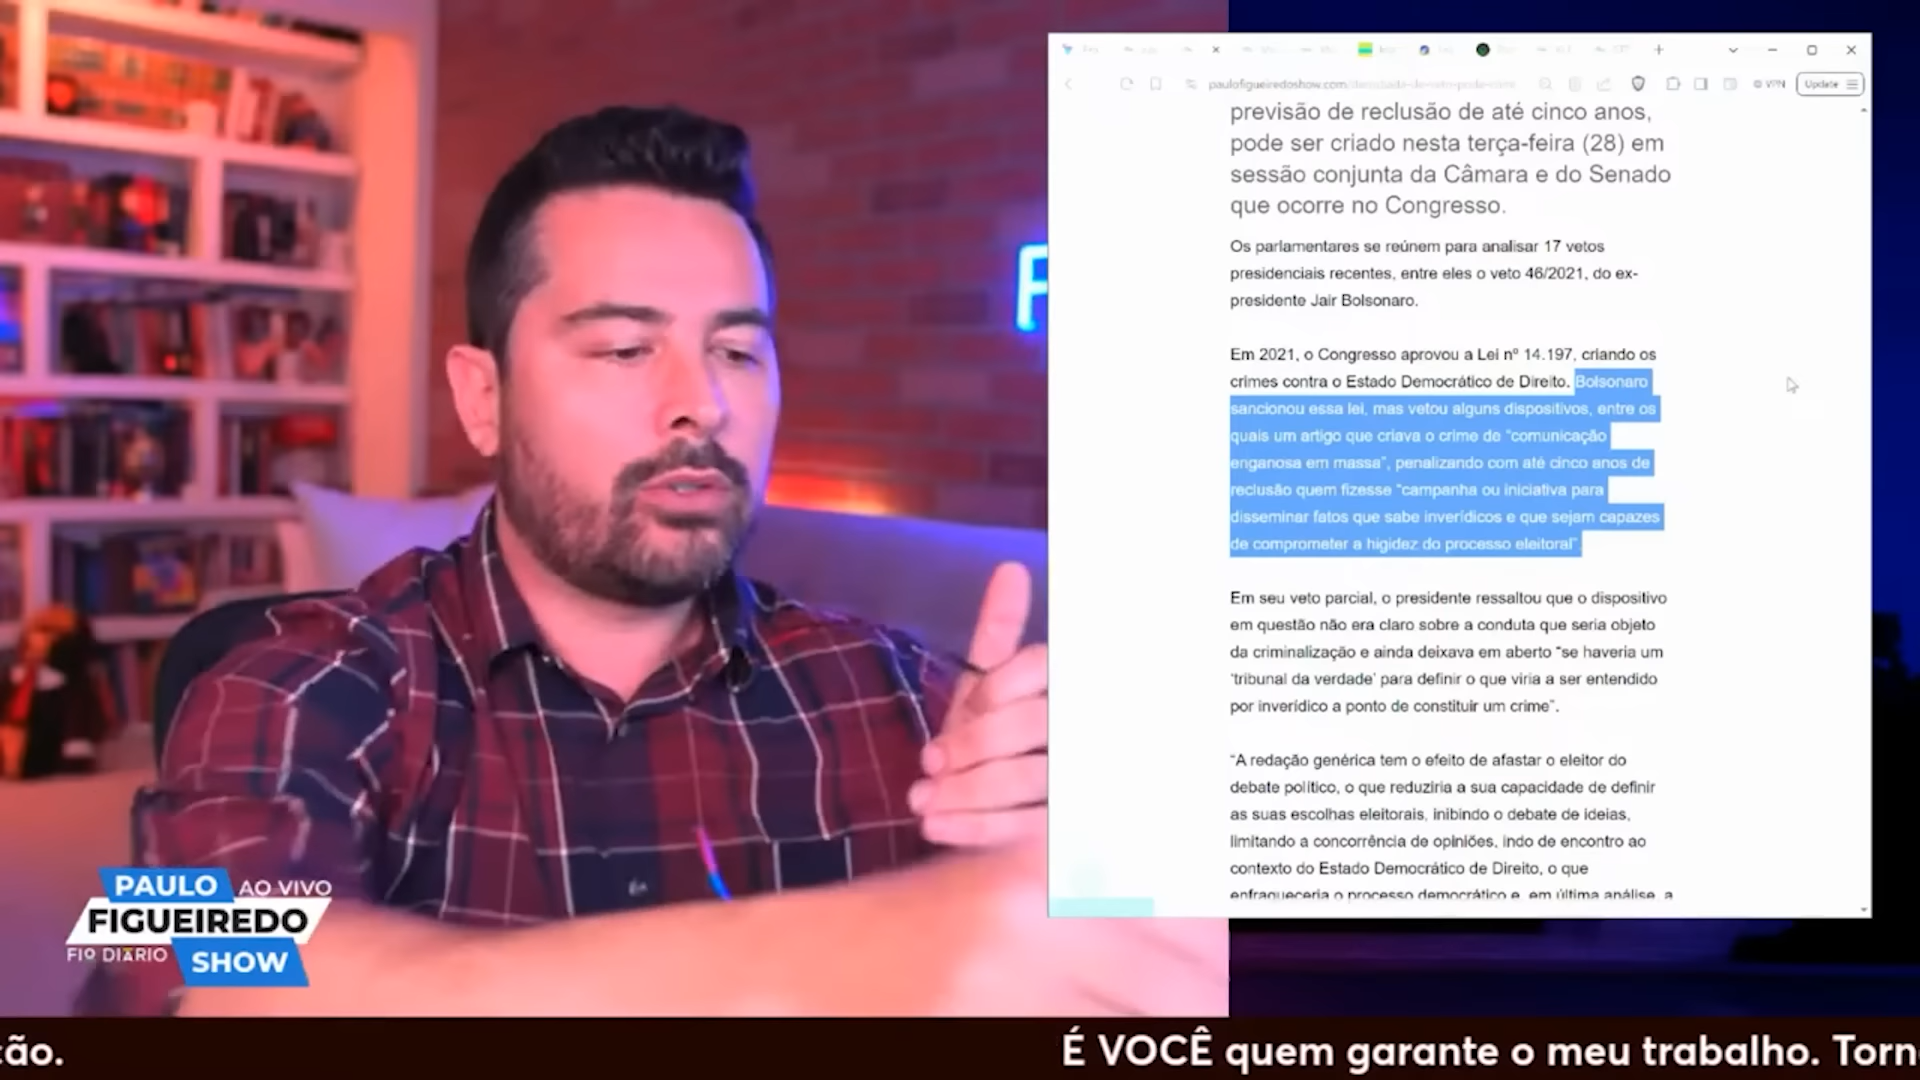 paulofigueiredoshow.com/
VPN
Update
previsão de reclusão de até cinco anos,
pode ser criado nesta terça-feira (28) em
sessão conjunta da Câmara e do Senado
que ocorre no Congresso.
Os parlamentares se reúnem para analisar 17 vetos
presidenciais recentes, entre eles o veto 46/2021, do ex-
presidente Jair Bolsonaro.
Em 2021, o Congresso aprovou a Lei nº 14.197, criando os
crimes contra o Estado Democrático de Direito. Bolsonaro
sancionou essa lei, mas vetou alguns dispositivos, entre os
quais um artigo que criava o crime de “comunicação
enganosa em massa”, penalizando com até cinco anos de
reclusão quem fizesse “campanha ou iniciativa para
disseminar fatos que sabe inverídicos e que sejam capazes
de comprometer a higidez do processo eleitoral”.
Em seu veto parcial, o presidente ressaltou que o dispositivo
em questão não era claro sobre a conduta que seria objeto
da criminalização e ainda deixava em aberto “se haveria um
‘tribunal da verdade’ para definir o que viria a ser entendido
por inverídico a ponto de constituir um crime”.
“A redação genérica tem o efeito de afastar o eleitor do
debate político, o que reduziria a sua capacidade de definir
as suas escolhas eleitorais, inibindo o debate de ideias,
limitando a concorrência de opiniões, indo de encontro ao
contexto do Estado Democrático de Direito, o que
enfraqueceria o processo democrático e, em última análise, a
F
PAULO AO VIVO
FIGUEIREDO
FIO DIÁRIO SHOW
ção. É VOCÊ quem garante o meu trabalho. Torn